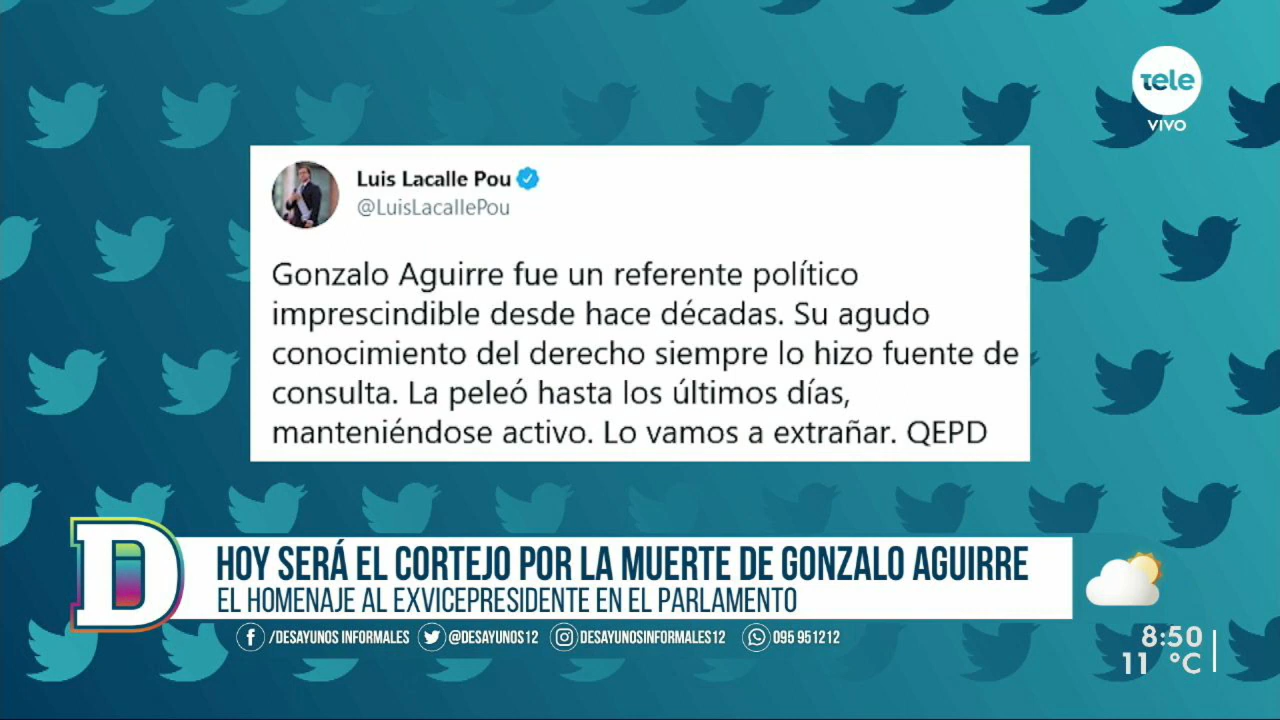 tele
VIVO
Luis Lacalle Pou
@LuisLacallePou
Gonzalo Aguirre fue un referente político
imprescindible desde hace décadas. Su agudo
conocimiento del derecho siempre lo hizo fuente de
consulta. La peleó hasta los últimos días,
manteniéndose activo. Lo vamos a extrañar. QEPD
D
HOY SERÁ EL CORTEJO POR LA MUERTE DE GONZALO AGUIRRE
EL HOMENAJE AL EXVICEPRESIDENTE EN EL PARLAMENTO
/DESAYUNOS INFORMALES @DESAYUNOS12 DESAYUNOSINFORMALES12 095 951212
8:50
11 °C